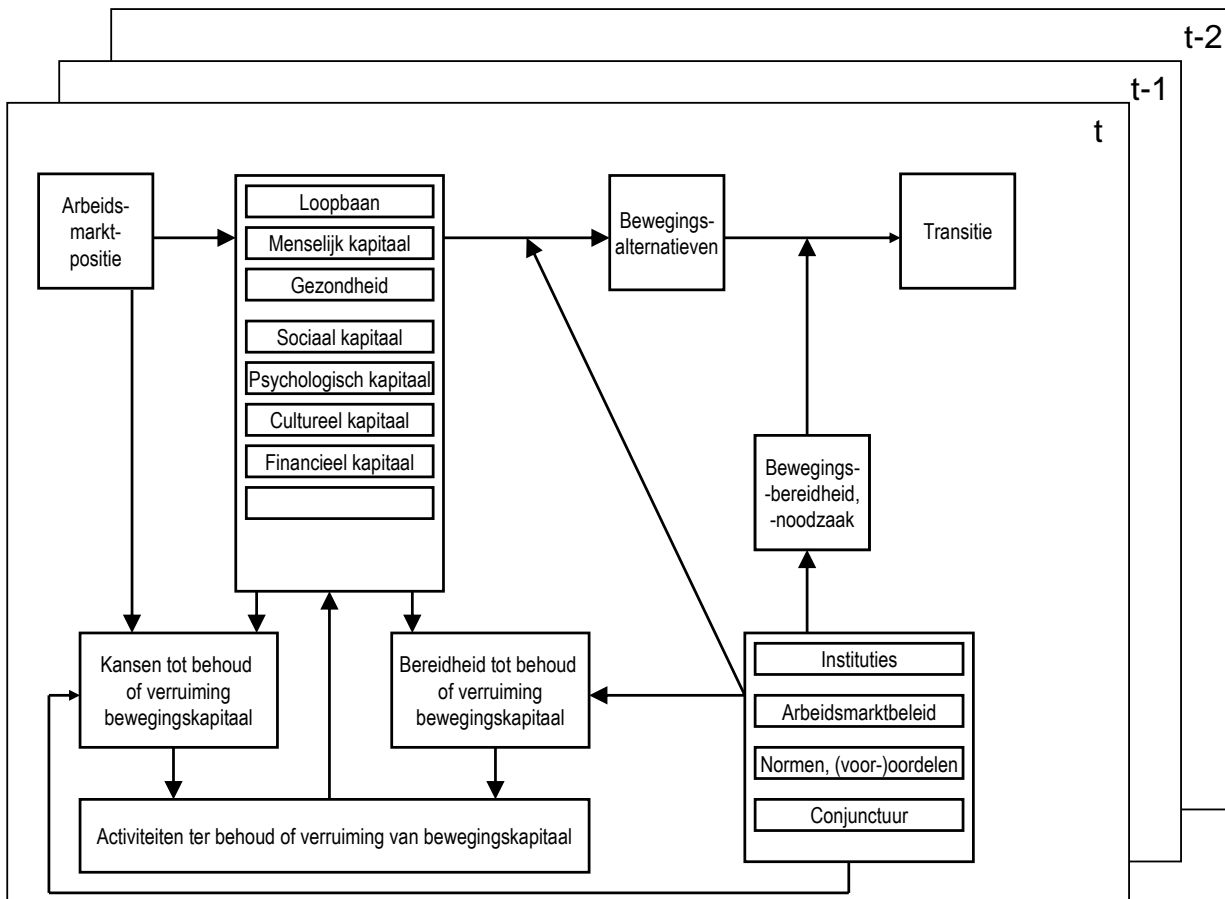 t-2
t-1
t
Arbeids-
markt-
positie
Loopbaan
Menselijk kapitaal
Gezondheid
Sociaal kapitaal
Psychologisch kapitaal
Cultureel kapitaal
Financieel kapitaal
Bewegings-
alternatieven
Transitie
Bewegings-
-bereidheid,
-noodzaak
Kansen tot behoud
of verruiming
bewegingskapitaal
Bereidheid tot behoud
of verruiming
bewegingskapitaal
Instituties
Arbeidsmarktbeleid
Normen, (voor-)oordelen
Conjunctuur
Activiteiten ter behoud of verruiming van bewegingskapitaal